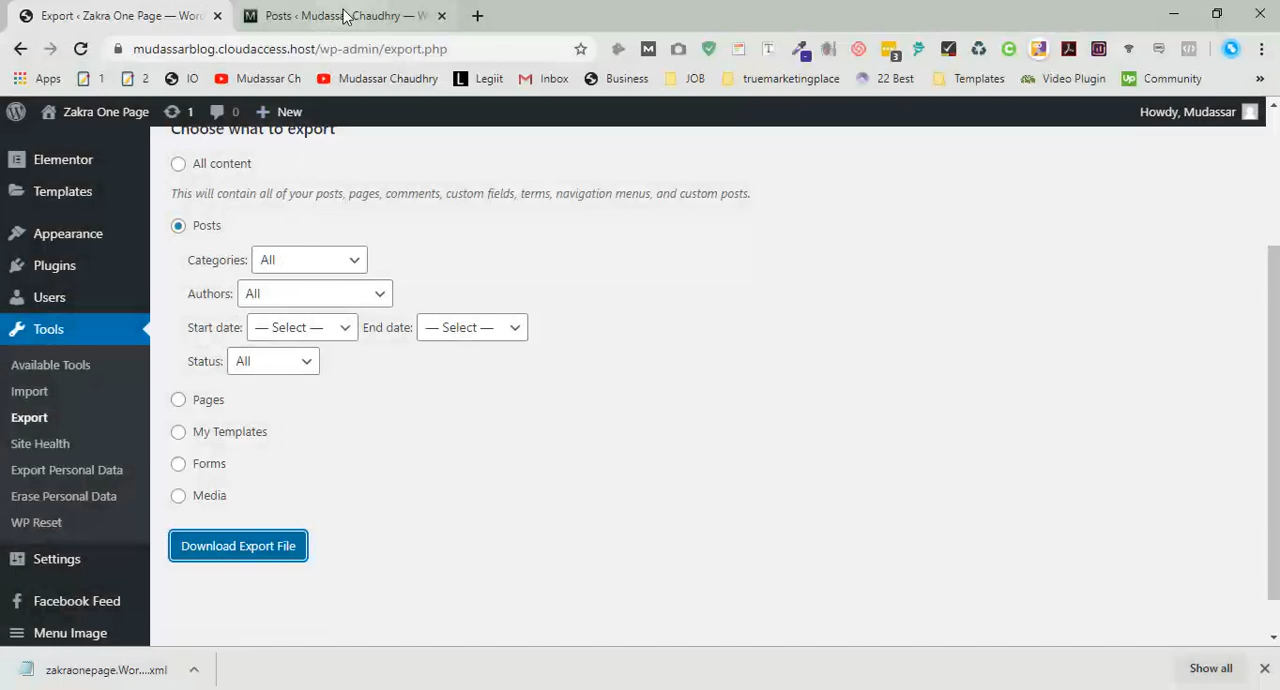 Export ‹ Zakra One Page — Wor
Posts ‹ Mudassar Chaudhry — W
mudassarblog.cloudaccess.host/wp-admin/export.php
Apps 1 2 IO Mudassar Ch Mudassar Chaudhry Legiit Inbox Business JOB truemarketingplace 22 Best Templates Video Plugin Community »
Zakra One Page 1 0 New Howdy, Mudassar
Elementor
Templates
Appearance
Plugins
Users
Tools
Available Tools
Import
Export
Site Health
Export Personal Data
Erase Personal Data
WP Reset
Settings
Facebook Feed
Menu Image
Choose what to export
All content
This will contain all of your posts, pages, comments, custom fields, terms, navigation menus, and custom posts.
Posts
Categories: All
Authors: All
Start date: — Select — End date: — Select —
Status: All
Pages
My Templates
Forms
Media
Download Export File
zakraonepage.Wor....xml
Show all